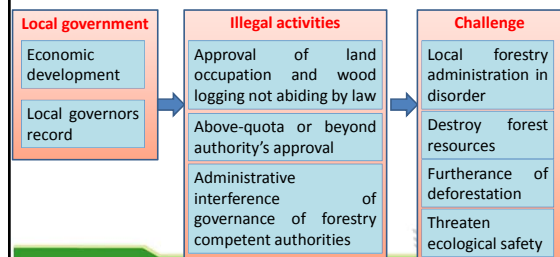 Local government
Economic
development
Local governors
record
Illegal activities
Approval of land
occupation and wood
logging not abiding by law
Above-quota or beyond
authority's approval
Administrative
interference of
governance of forestry
competent authorities
Challenge
Local forestry
administration in
disorder
Destroy forest
resources
Furtherance of
deforestation
Threaten
ecological safety